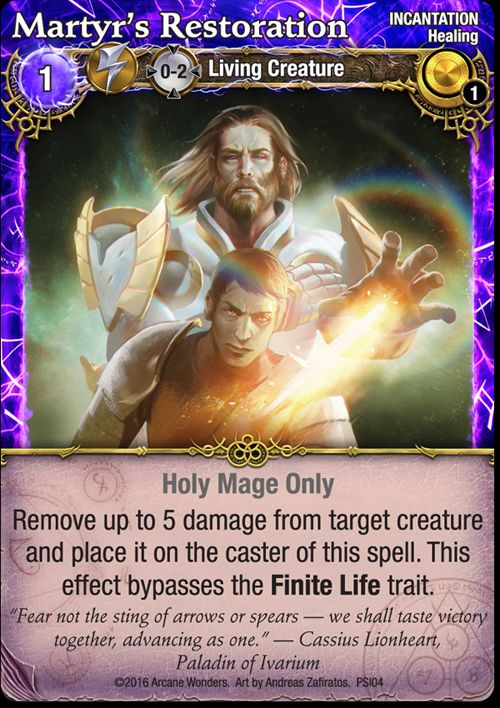 Martyr's Restoration
INCANTATION
Healing
1
0-2
Living Creature
1
Holy Mage Only
Remove up to 5 damage from target creature
and place it on the caster of this spell. This
effect bypasses the Finite Life trait.
"Fear not the sting of arrows or spears — we shall taste victory
together, advancing as one." — Cassius Lionheart,
Paladin of Ivarium
©2016 Arcane Wonders. Art by Andreas Zafiratos. PSI04